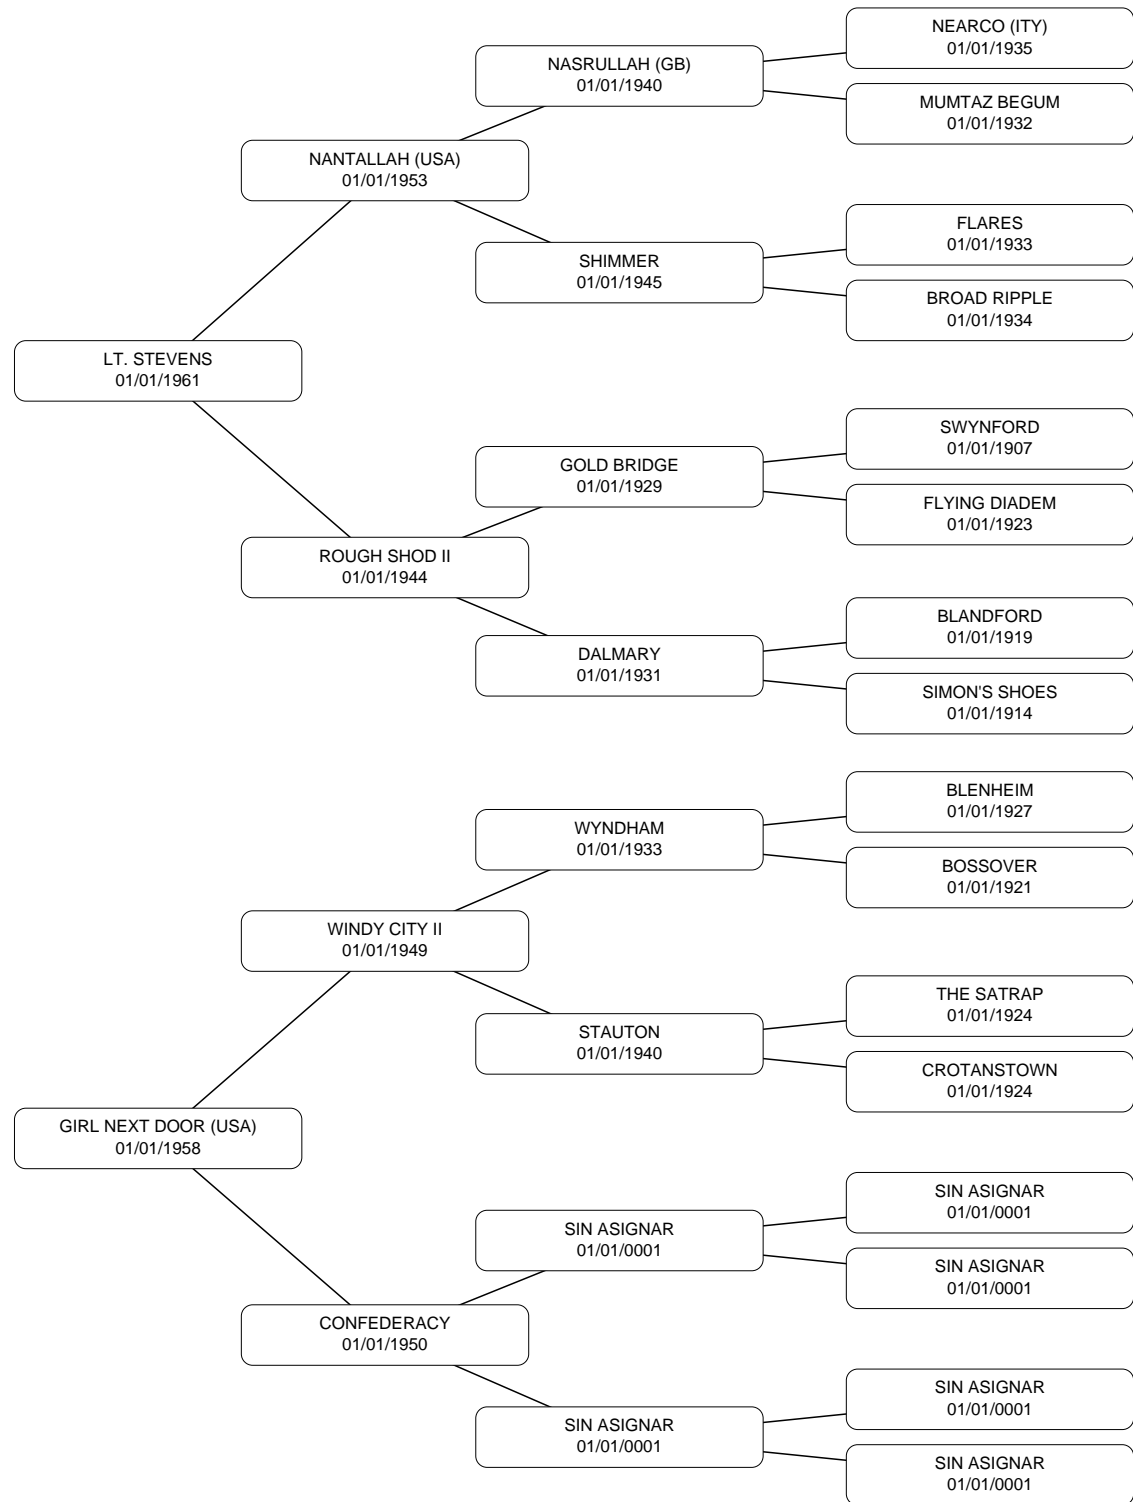 NEARCO (ITY)
01/01/1935
NASRULLAH (GB)
01/01/1940
MUMTAZ BEGUM
01/01/1932
NANTALLAH (USA)
01/01/1953
FLARES
01/01/1933
SHIMMER
01/01/1945
BROAD RIPPLE
01/01/1934
LT. STEVENS
01/01/1961
SWYNFORD
01/01/1907
GOLD BRIDGE
01/01/1929
FLYING DIADEM
01/01/1923
ROUGH SHOD II
01/01/1944
BLANDFORD
01/01/1919
DALMARY
01/01/1931
SIMON'S SHOES
01/01/1914
BLENHEIM
01/01/1927
WYNDHAM
01/01/1933
BOSSOVER
01/01/1921
WINDY CITY II
01/01/1949
THE SATRAP
01/01/1924
STAUTON
01/01/1940
CROTANSTOWN
01/01/1924
GIRL NEXT DOOR (USA)
01/01/1958
SIN ASIGNAR
01/01/0001
SIN ASIGNAR
01/01/0001
SIN ASIGNAR
01/01/0001
CONFEDERACY
01/01/1950
SIN ASIGNAR
01/01/0001
SIN ASIGNAR
01/01/0001
SIN ASIGNAR
01/01/0001